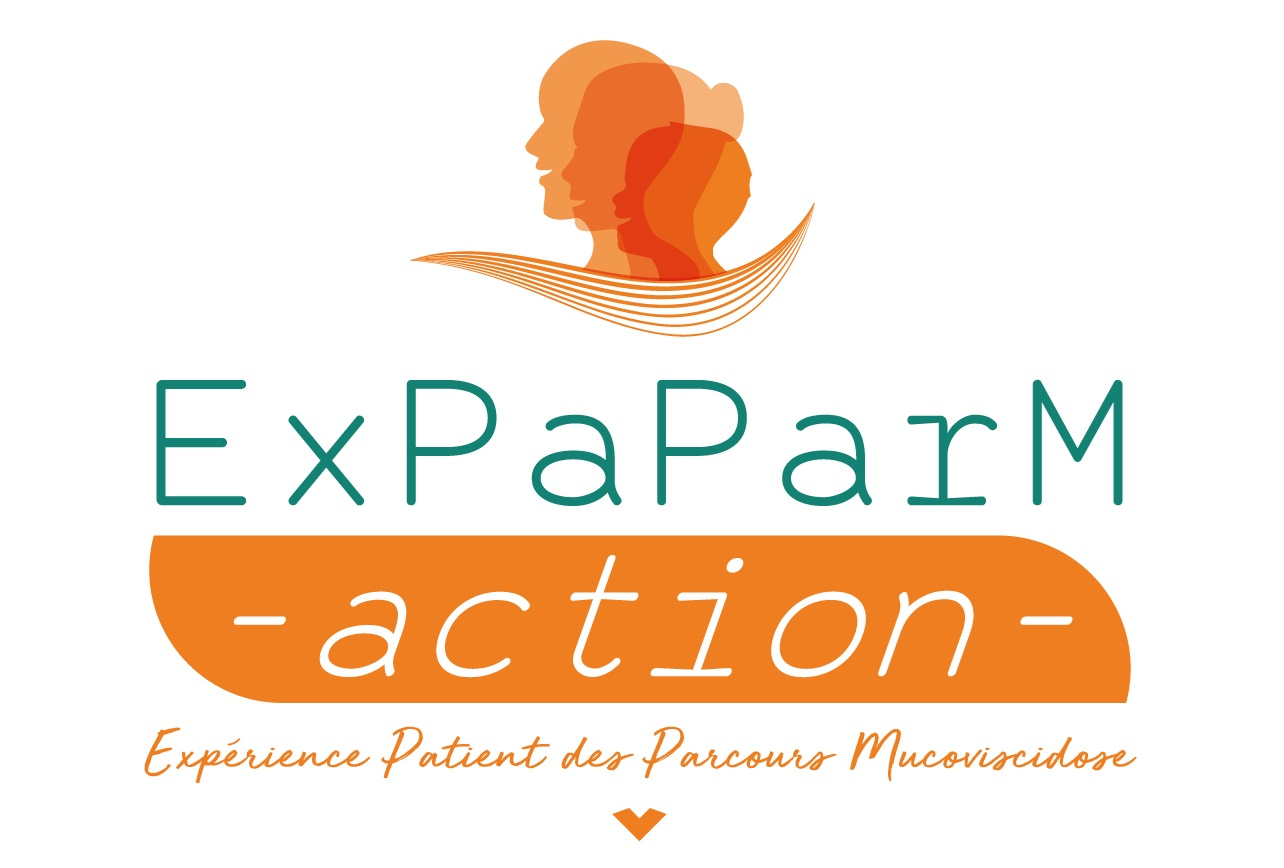 ExPaParM
-action-
Expérience Patient des Parcours Mucoviscidose